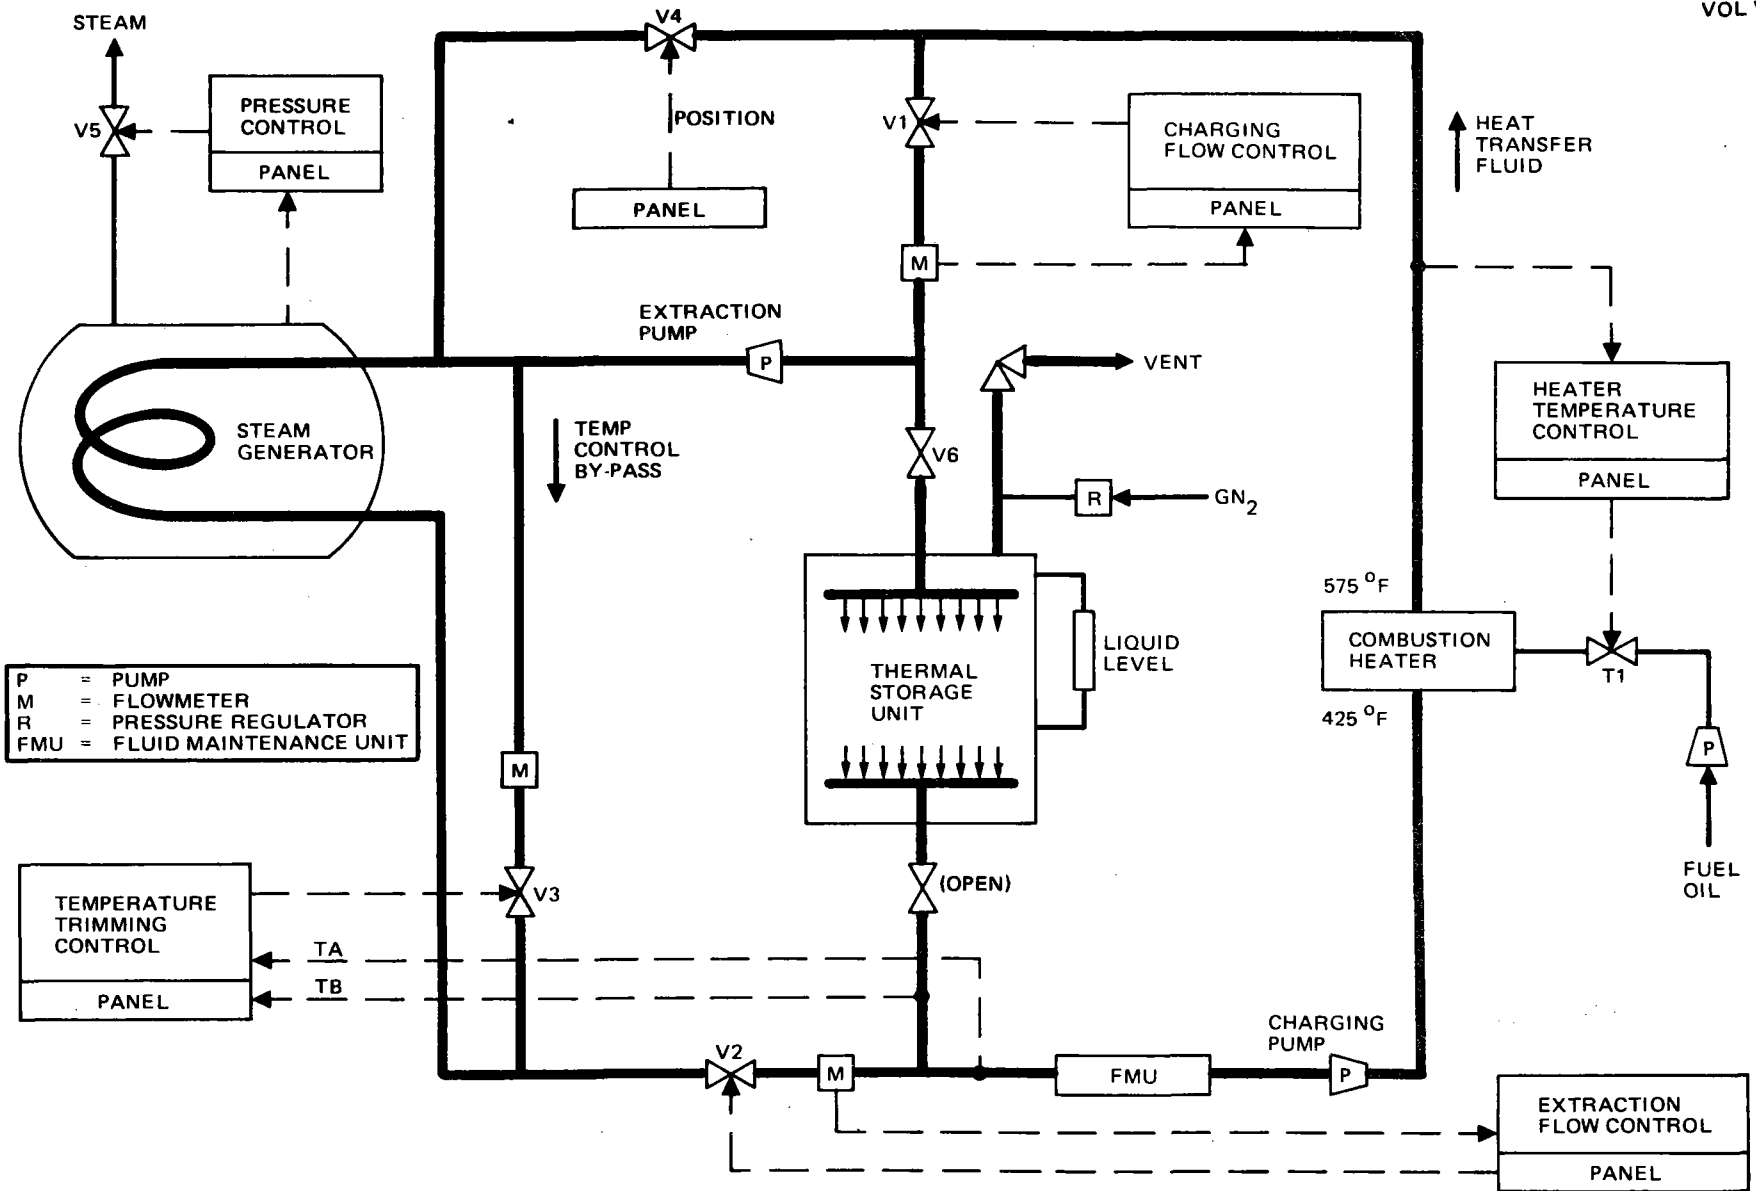 VOL
STEAM
V4
PRESSURE
CONTROL
PANEL
V5
POSITION
PANEL
V1
CHARGING
FLOW CONTROL
PANEL
HEAT
TRANSFER
FLUID
M
EXTRACTION
PUMP
P
VENT
STEAM
GENERATOR
TEMP
CONTROL
BY-PASS
V6
R
GN2
HEATER
TEMPERATURE
CONTROL
PANEL
575 °F
COMBUSTION
HEATER
425 °F
T1
P
FUEL
OIL
THERMAL
STORAGE
UNIT
LIQUID
LEVEL
P = PUMP
M = FLOWMETER
R = PRESSURE REGULATOR
FMU = FLUID MAINTENANCE UNIT
M
V3
(OPEN)
TEMPERATURE
TRIMMING
CONTROL
PANEL
TA
TB
V2
M
FMU
CHARGING
PUMP
P
EXTRACTION
FLOW CONTROL
PANEL